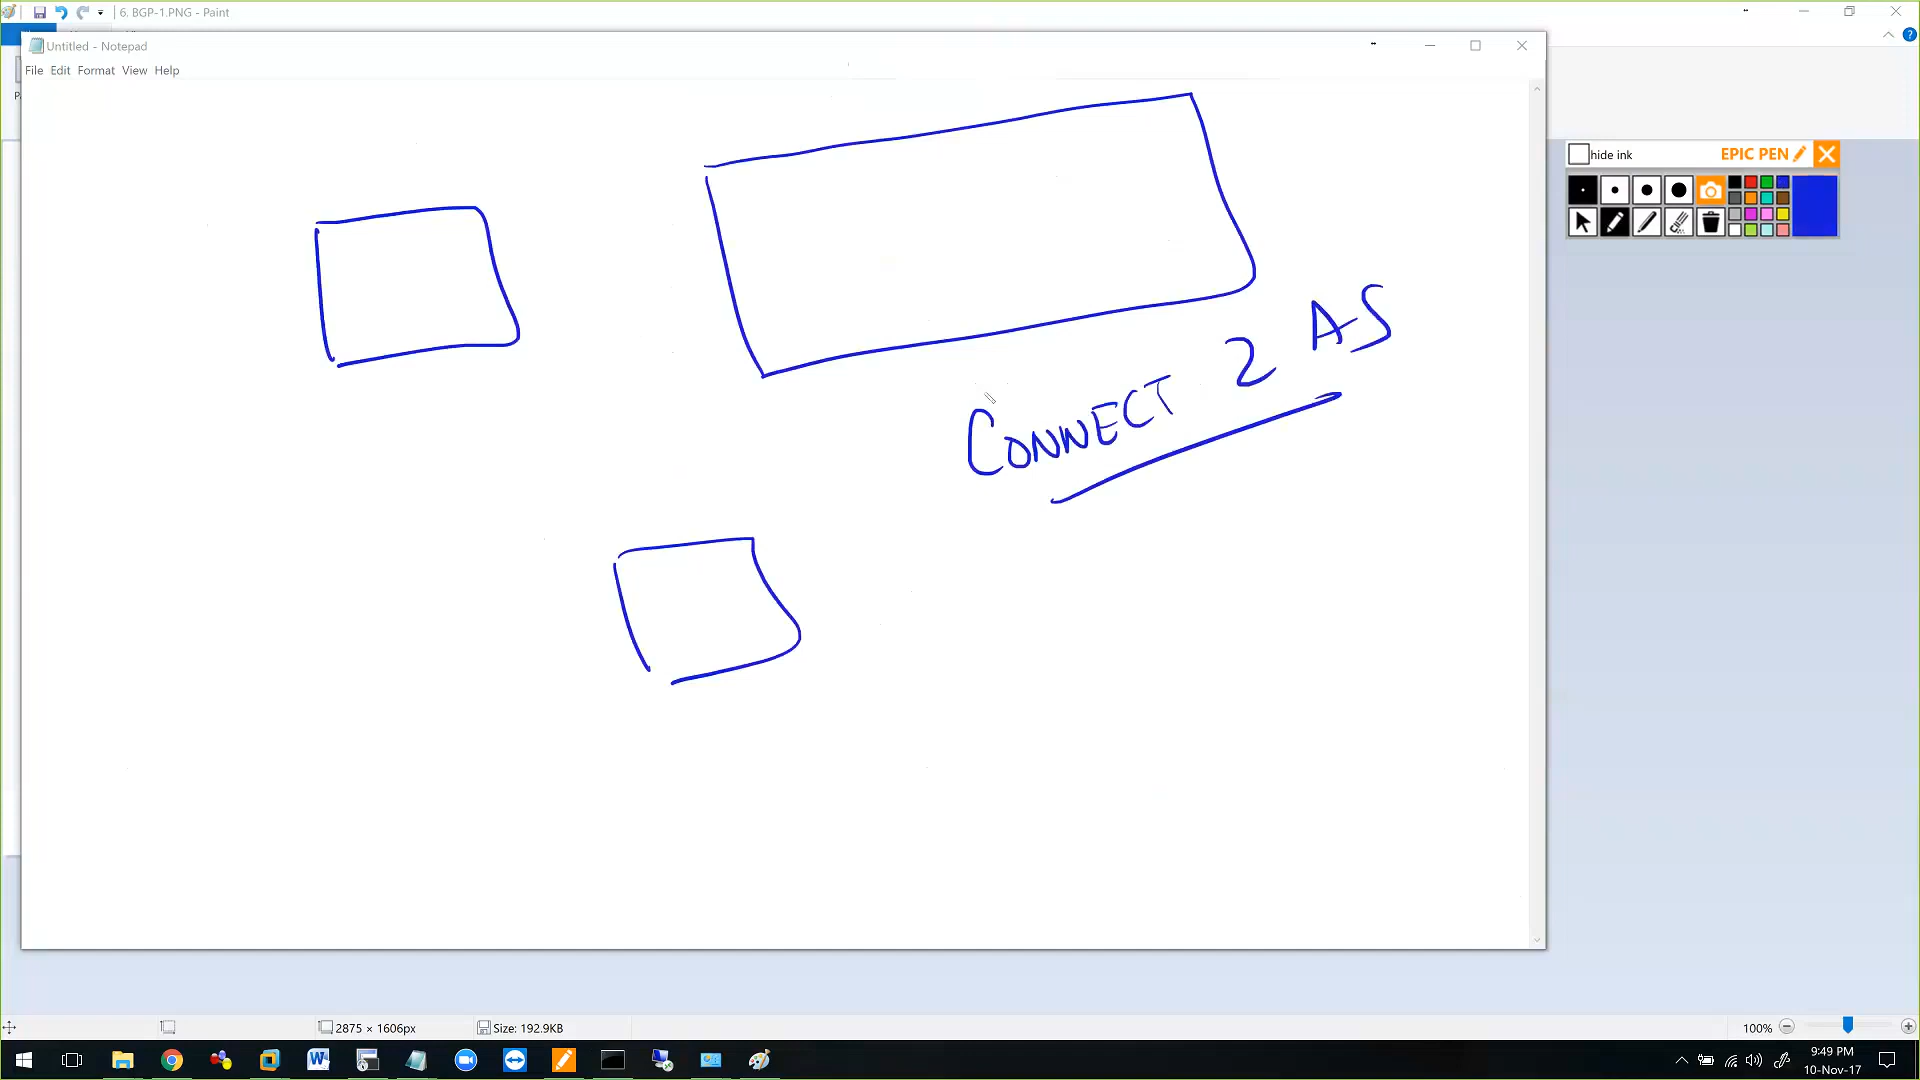 6. BGP-1.PNG - Paint
Untitled - Notepad
File Edit Format View Help
hide ink EPIC PEN
CONNECT 2 AS
2875 × 1606px Size: 192.9KB 100%
9:49 PM
10-Nov-17